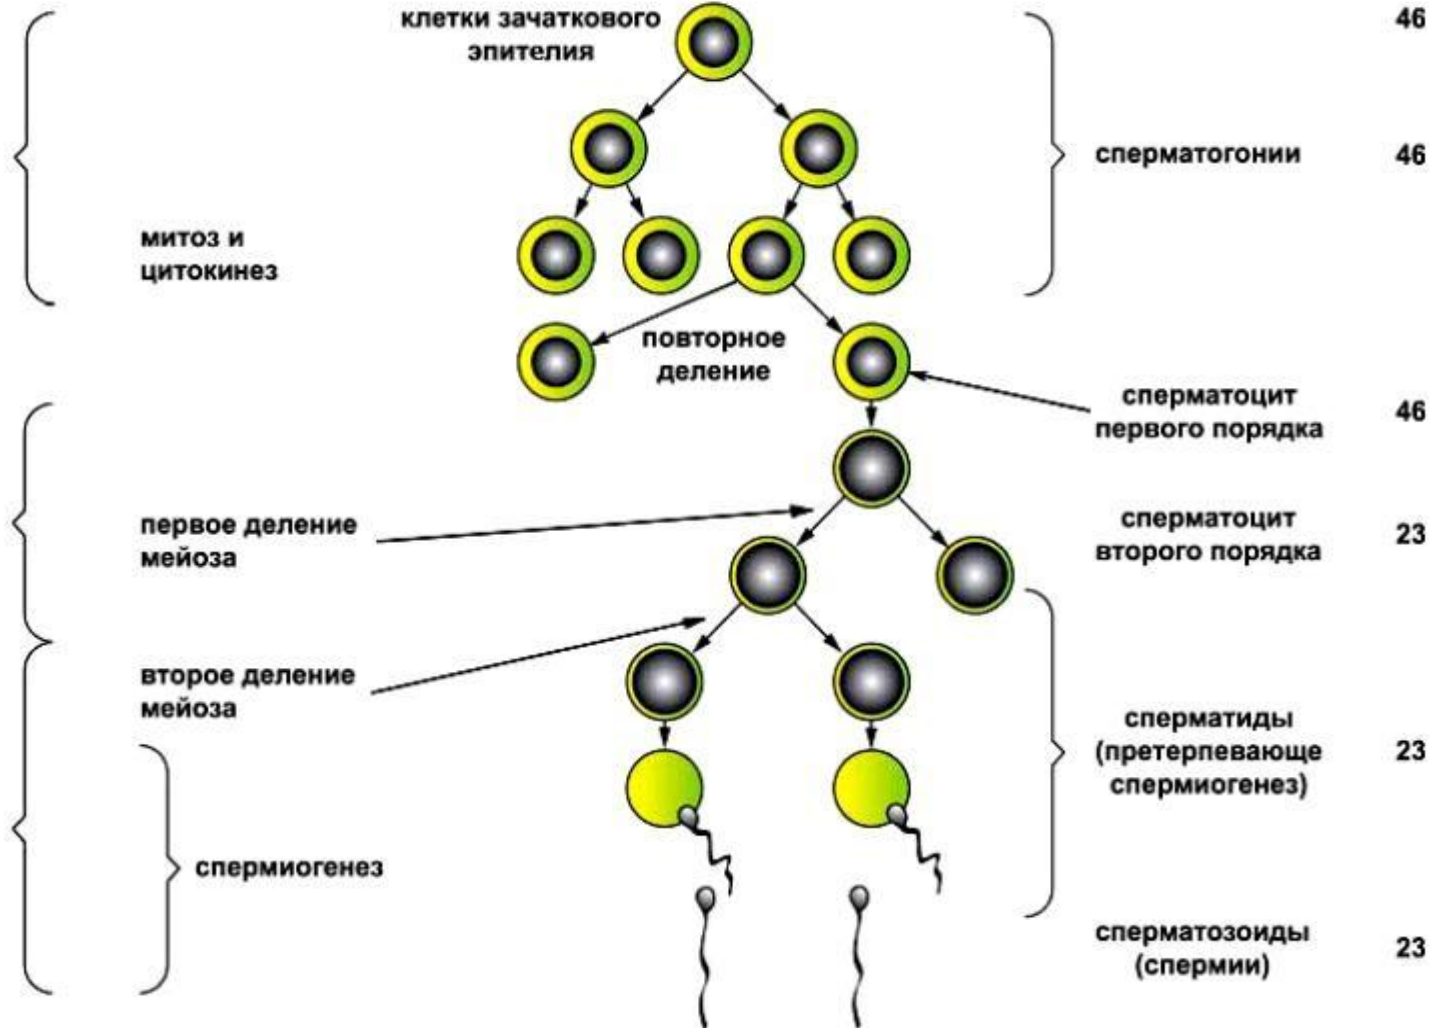 клетки зачаткового
эпителия
46
сперматогонии
46
митоз и
цитокинез
повторное
деление
сперматоцит
первого порядка
46
первое деление
мейоза
сперматоцит
второго порядка
23
второе деление
мейоза
сперматиды
(претерпевающе
спермиогенез)
23
спермиогенез
сперматозоиды
(спермии)
23